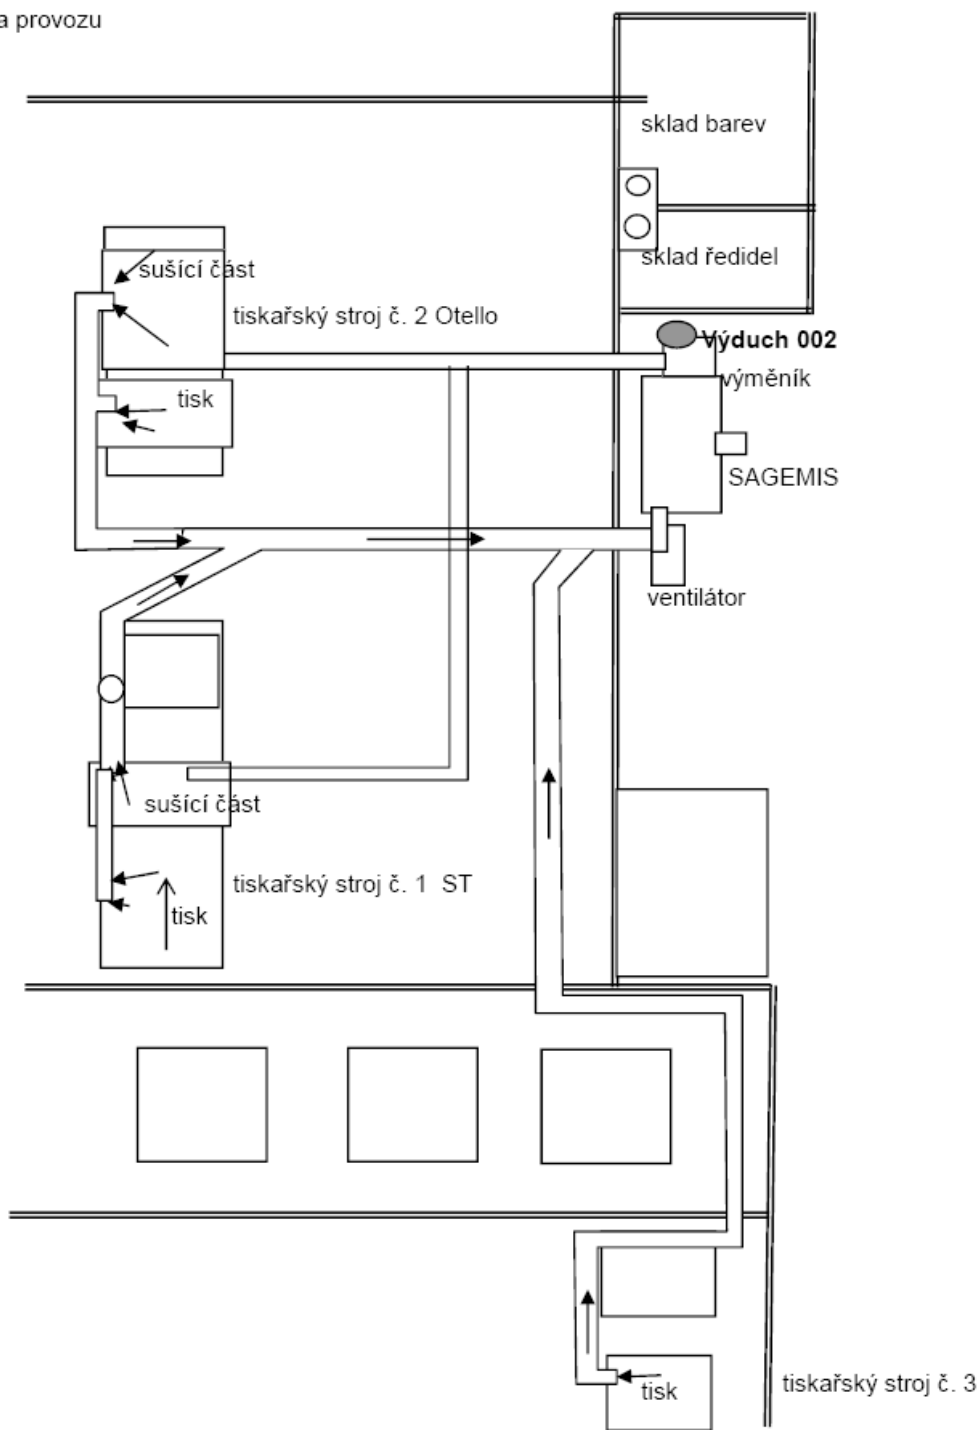 a provozu
sklad barev
sklad ředidel
sušící část
tiskařský stroj č. 2 Otello
Výduch 002
výměník
tisk
SAGEMIS
ventilátor
sušící část
tiskařský stroj č. 1 ST
tisk
tiskařský stroj č. 3
tisk